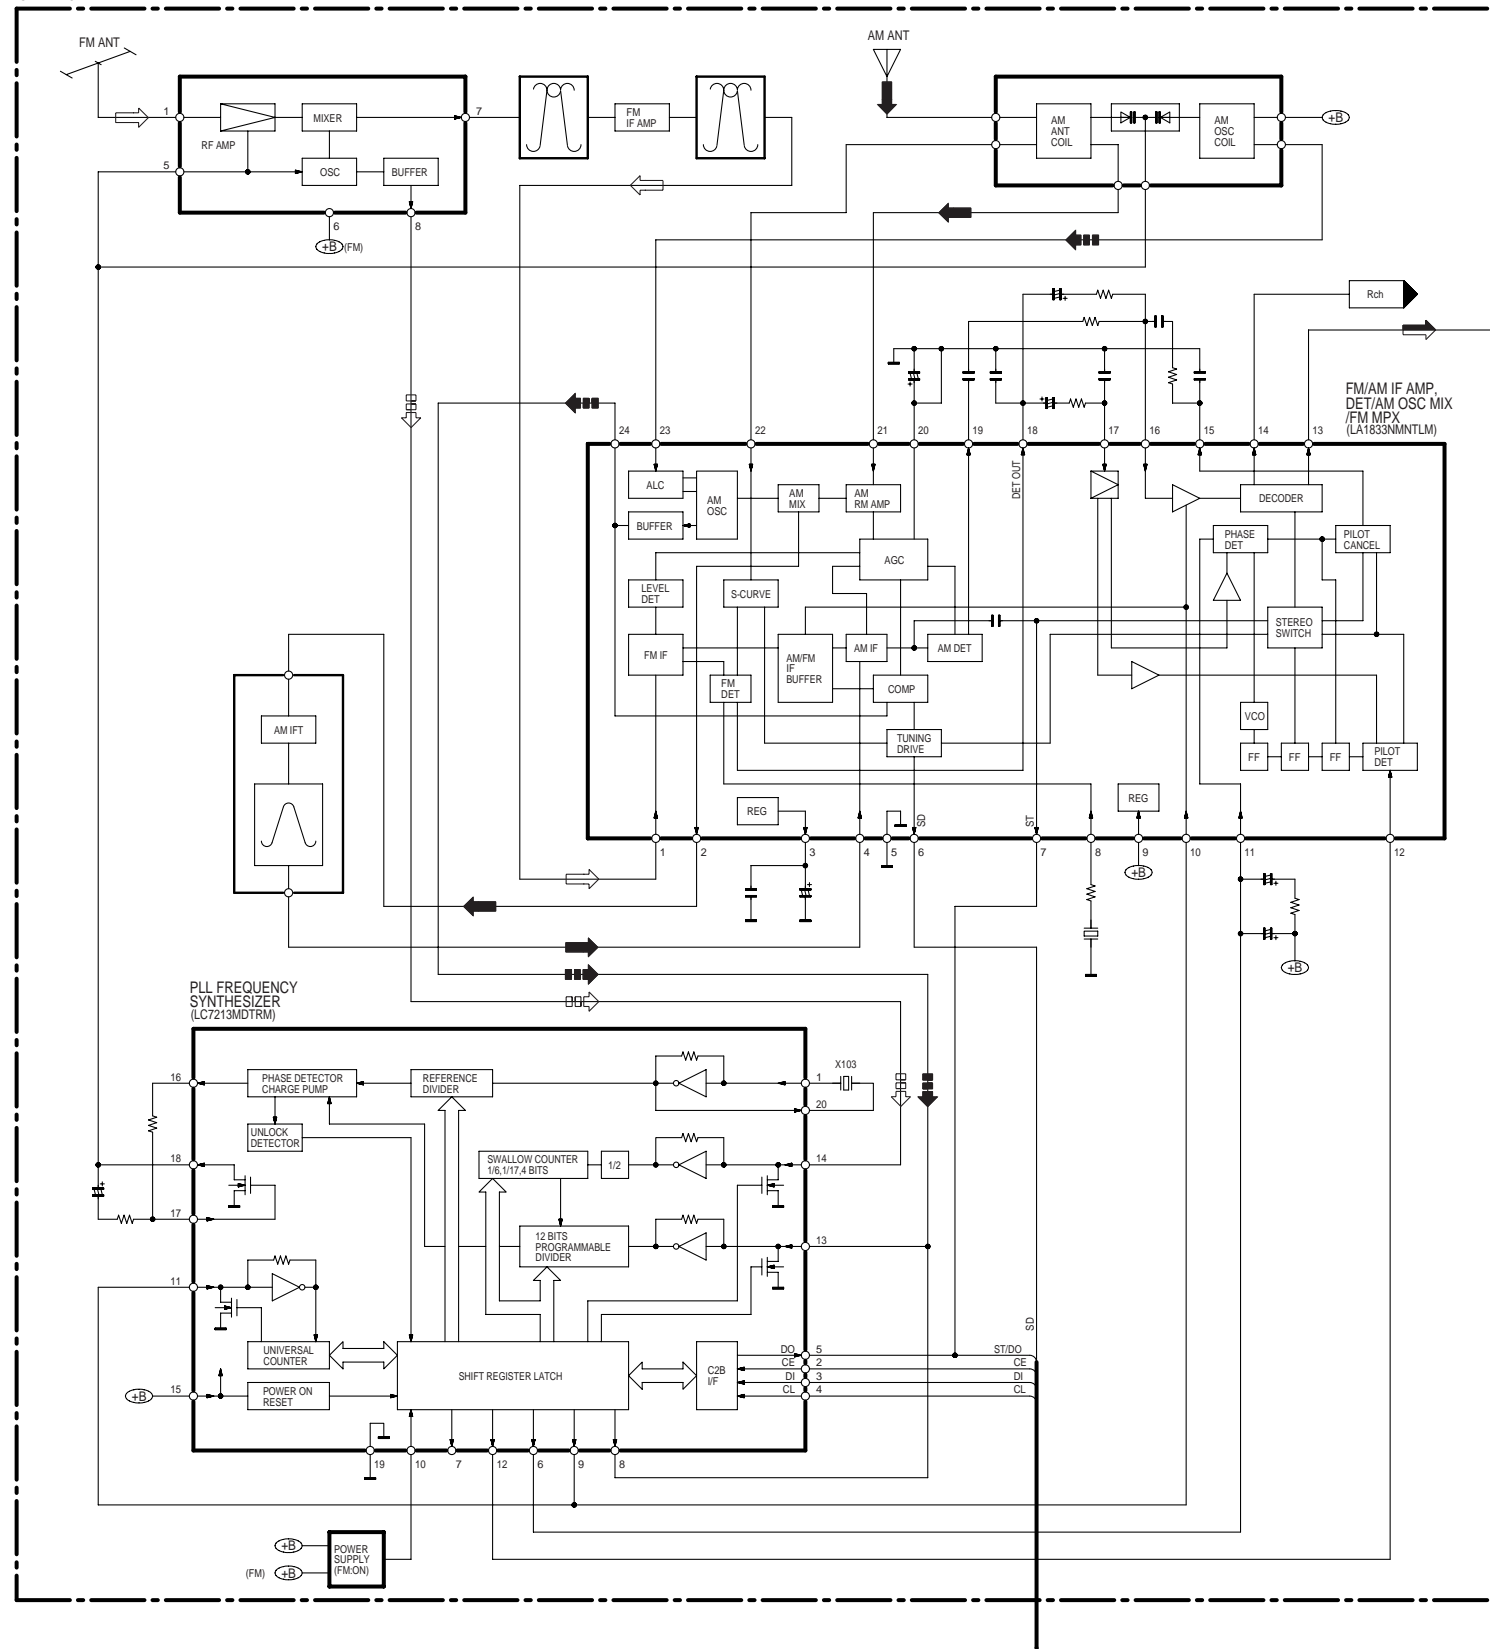 FM ANT
AM ANT
1
RF AMP
MIXER
7
FM
IF AMP
AM
ANT
COIL
AM
OSC
COIL
+B
5
OSC
BUFFER
6
8
+B (FM)
Rch
FM/AM IF AMP,
DET/AM OSC MIX
/FM MPX
(LA1833NMNTLM)
24
23
22
21
20
19
18
17
16
15
14
13
DET OUT
ALC
AM
OSC
AM
MIX
AM
RM AMP
DECODER
BUFFER
AGC
PHASE
DET
PILOT
CANCEL
LEVEL
DET
S-CURVE
STEREO
SWITCH
FM IF
AM/FM
IF
BUFFER
AM IF
AM DET
FM
DET
COMP
VCO
AM IFT
TUNING
DRIVE
FF
FF
FF
PILOT
DET
REG
REG
SD
ST
1
2
3
4
5
6
7
8
9
10
11
12
+B
+B
PLL FREQUENCY
SYNTHESIZER
(LC7213MDTRM)
16
PHASE DETECTOR
CHARGE PUMP
REFERENCE
DIVIDER
1
X103
20
UNLOCK
DETECTOR
18
SWALLOW COUNTER
1/6,1/17,4 BITS
1/2
14
17
12 BITS
PROGRAMMABLE
DIVIDER
13
11
SD
UNIVERSAL
COUNTER
SHIFT REGISTER LATCH
C2B
I/F
DO
5
ST/DO
CE
2
CE
DI
3
DI
CL
4
CL
+B
15
POWER ON
RESET
19
10
7
12
6
9
8
+B
(FM) +B
POWER
SUPPLY
(FM:ON)